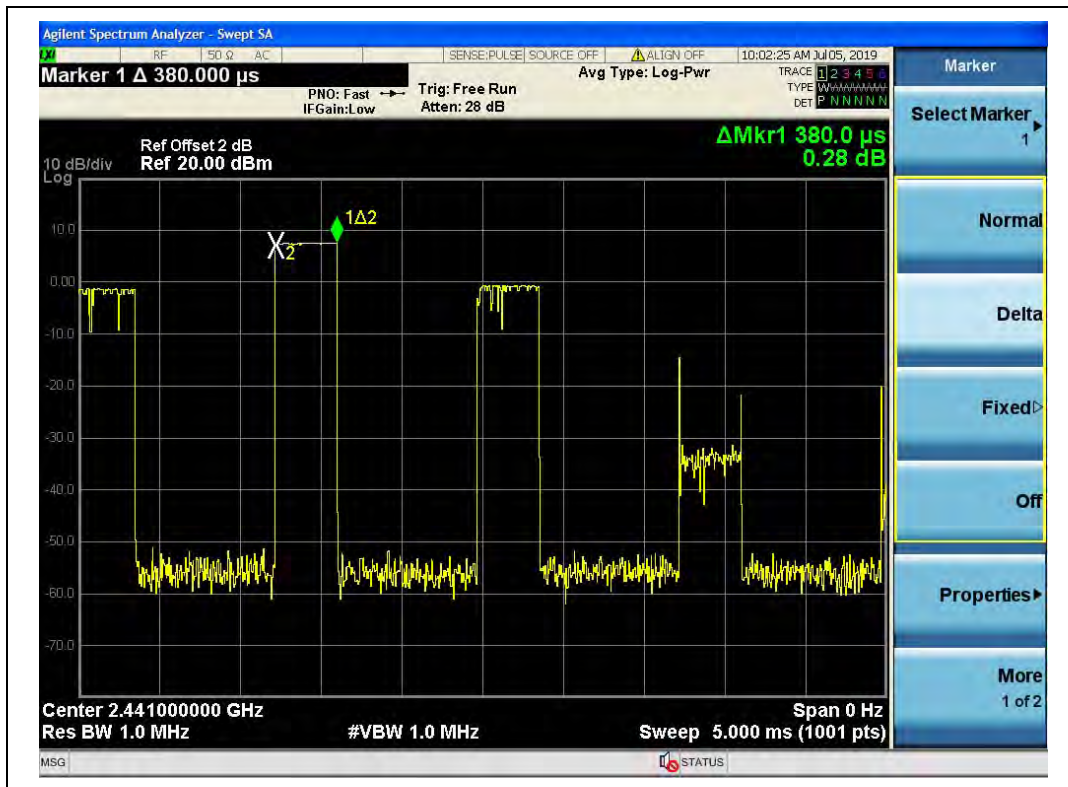 Agilent Spectrum Analyzer - Swept SA
LXI RF 50 Ω AC SENSE:PULSE SOURCE OFF ALIGN OFF 10:02:25 AM Jul 05, 2019
Marker 1 Δ 380.000 µs
PNO: Fast
IFGain:Low
Trig: Free Run
Atten: 28 dB
Avg Type: Log-Pwr
TRACE 1 2 3 4 5 6
TYPE WWWWWW
DET P N N N N N
ΔMkr1 380.0 µs
0.28 dB
Ref Offset 2 dB
10 dB/div Ref 20.00 dBm
Log
1Δ2
10.0
X2
0.00
-10.0
-20.0
-30.0
-40.0
-50.0
-60.0
-70.0
Center 2.441000000 GHz Span 0 Hz
Res BW 1.0 MHz #VBW 1.0 MHz Sweep 5.000 ms (1001 pts)
MSG STATUS
Marker
Select Marker
1
Normal
Delta
Fixed
Off
Properties
More
1 of 2